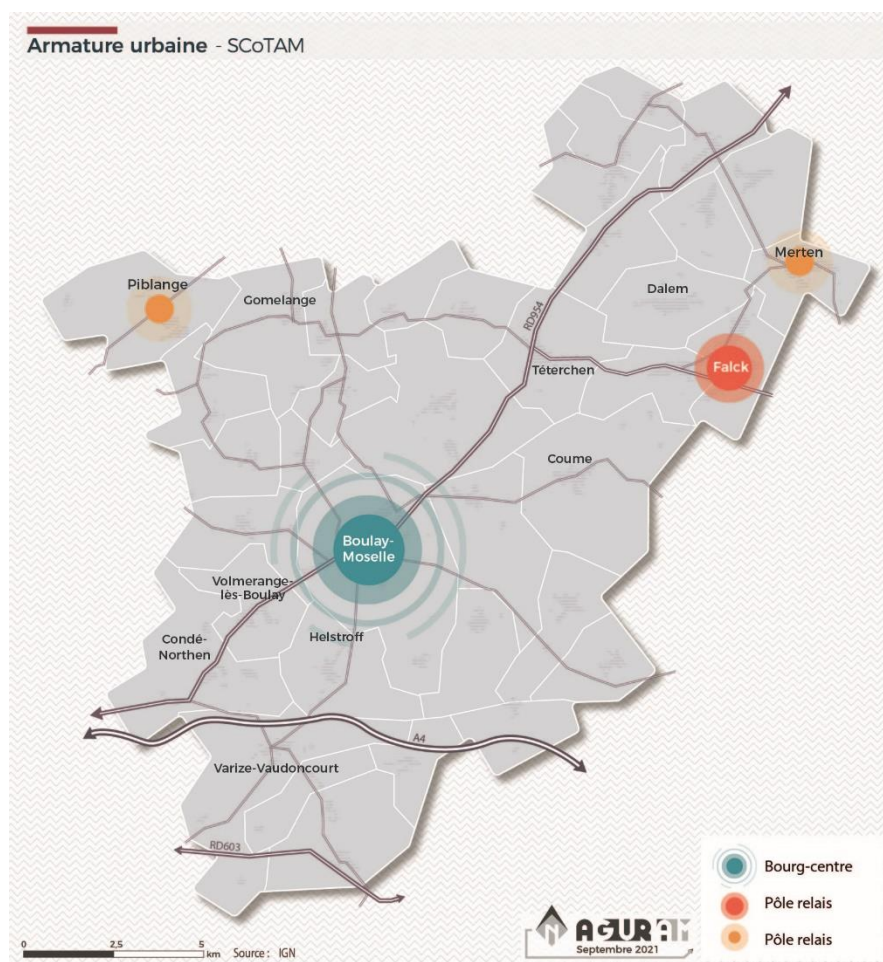 Armature urbaine - SCoTAM
Merten
Piblange
Dalem
Gomelange
RD954
Falck
Téterchen
Coume
Boulay-
Moselle
Volmerange-
lès-Boulay
Helstroff
Condé-
Northen
A4
Varize-Vaudoncourt
RD603
Bourg-centre
Pôle relais
Pôle relais
0 2,5 5
km
Source : IGN
N
AGURAM
Septembre 2021